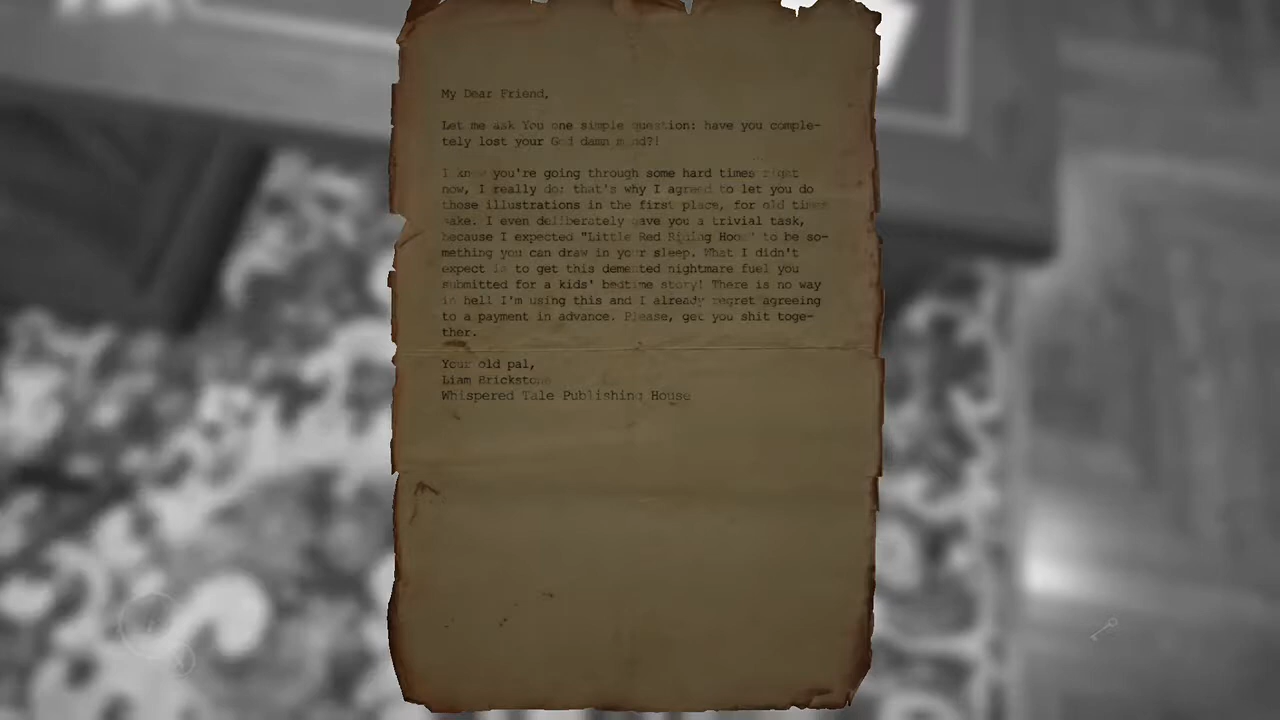 My Dear Friend,
Let me ask You one simple question: have you comple-
tely lost your God damn mind?!
I know you're going through some hard times right
now, I really do: that's why I agreed to let you do
those illustrations in the first place, for old times
sake. I even deliberately gave you a trivial task,
because I expected "Little Red Riding Hood" to be so-
mething you can draw in your sleep. What I didn't
expect is to get this demented nightmare fuel you
submitted for a kids' bedtime story! There is no way
in hell I'm using this and I already regret agreeing
to a payment in advance. Please, get you shit toge-
ther.
Your old pal,
Liam Brickstone
Whispered Tale Publishing House